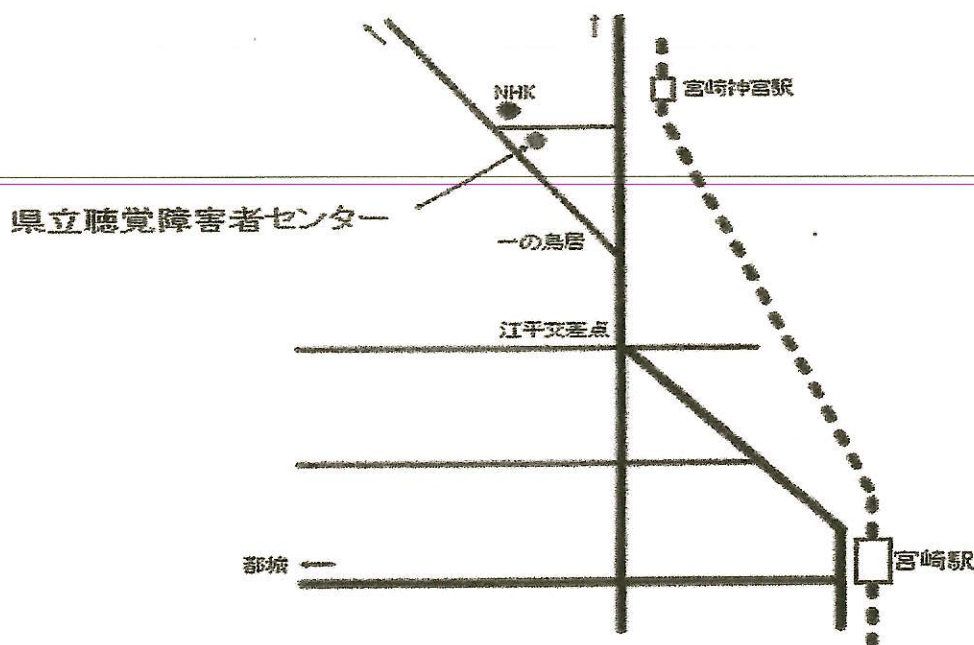 NHK
宮崎神宮駅
県立聴覚障害者センター
一の鳥居
江平交差点
都城
宮崎駅